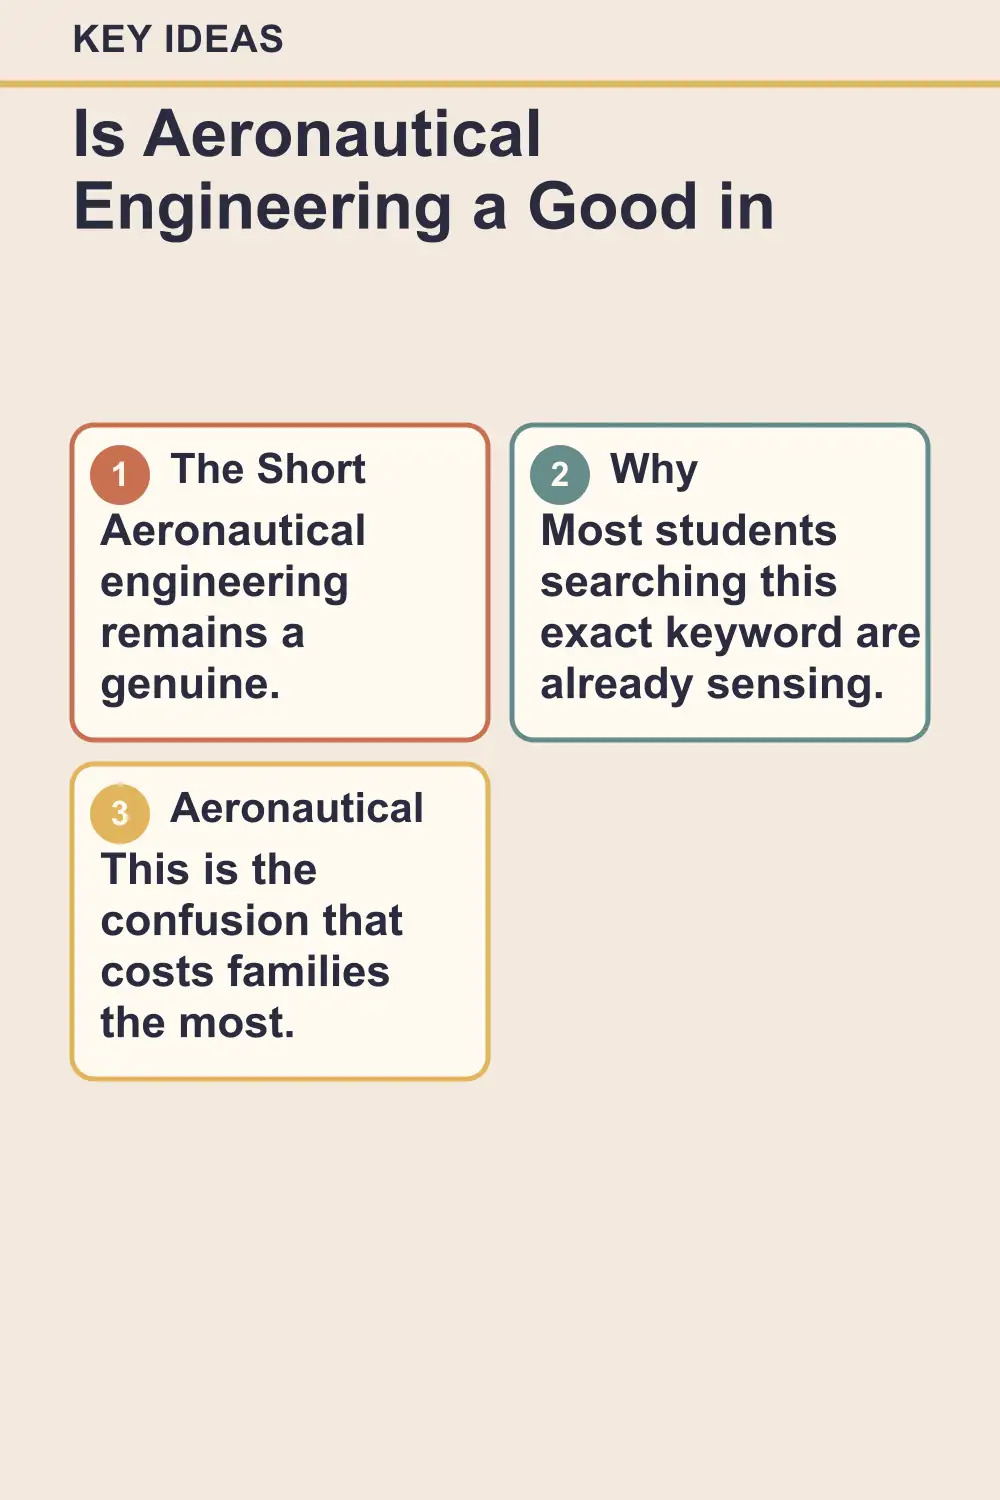 KEY IDEAS
Is Aeronautical
Engineering a Good in
1 The Short
Aeronautical
engineering
remains a
genuine.
2 Why
Most students
searching this
exact keyword are
already sensing.
3 Aeronautical
This is the
confusion that
costs families
the most.